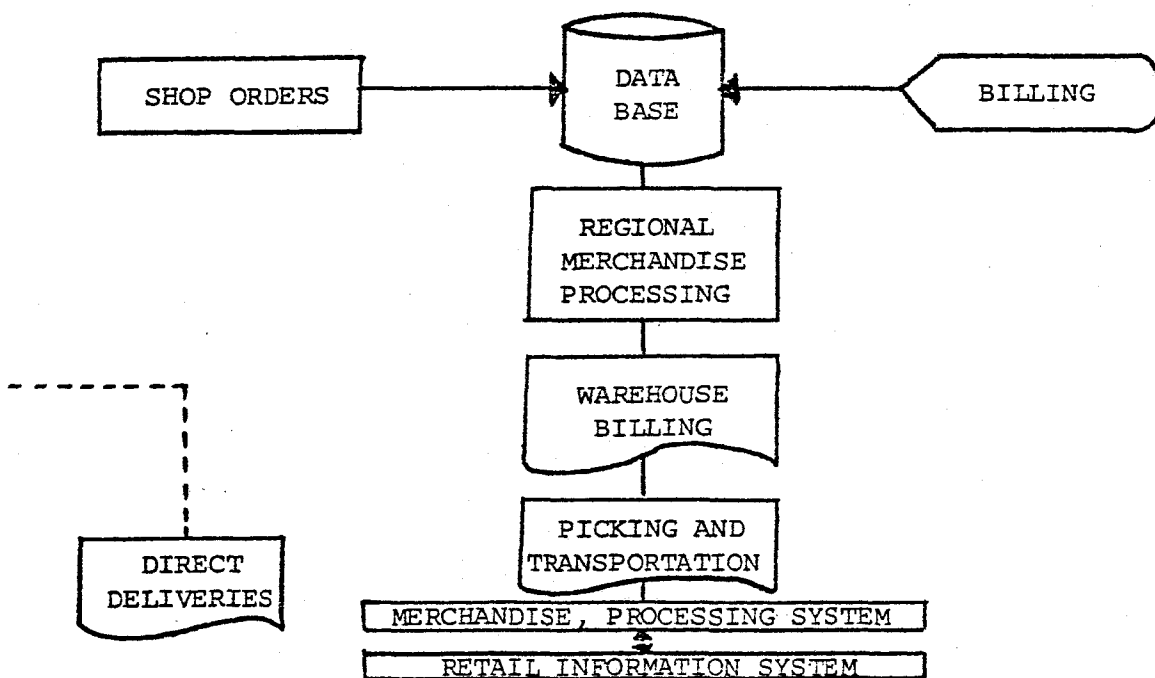 SHOP ORDERS
DATA
BASE
BILLING
REGIONAL
MERCHANDISE
PROCESSING
WAREHOUSE
BILLING
PICKING AND
TRANSPORTATION
DIRECT
DELIVERIES
MERCHANDISE, PROCESSING SYSTEM
RETAIL INFORMATION SYSTEM